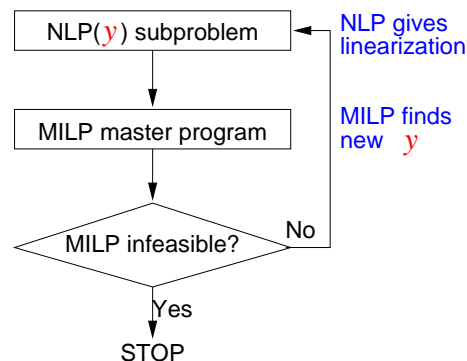 NLP(y) subproblem
NLP gives
linearization
MILP master program
MILP finds
new y
MILP infeasible?
No
Yes
STOP